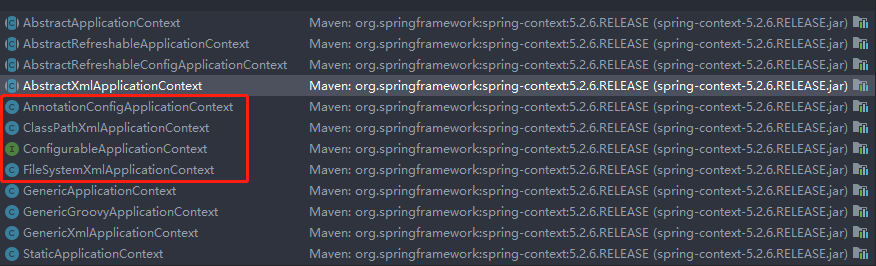 AbstractApplicationContext Maven: org.springframework:spring-context:5.2.6.RELEASE (spring-context-5.2.6.RELEASE.jar)
AbstractRefreshableApplicationContext Maven: org.springframework:spring-context:5.2.6.RELEASE (spring-context-5.2.6.RELEASE.jar)
AbstractRefreshableConfigApplicationContext Maven: org.springframework:spring-context:5.2.6.RELEASE (spring-context-5.2.6.RELEASE.jar)
AbstractXmlApplicationContext Maven: org.springframework:spring-context:5.2.6.RELEASE (spring-context-5.2.6.RELEASE.jar)
C AnnotationConfigApplicationContext Maven: org.springframework:spring-context:5.2.6.RELEASE (spring-context-5.2.6.RELEASE.jar)
C ClassPathXmlApplicationContext Maven: org.springframework:spring-context:5.2.6.RELEASE (spring-context-5.2.6.RELEASE.jar)
I ConfigurableApplicationContext Maven: org.springframework:spring-context:5.2.6.RELEASE (spring-context-5.2.6.RELEASE.jar)
C FileSystemXmlApplicationContext Maven: org.springframework:spring-context:5.2.6.RELEASE (spring-context-5.2.6.RELEASE.jar)
C GenericApplicationContext Maven: org.springframework:spring-context:5.2.6.RELEASE (spring-context-5.2.6.RELEASE.jar)
C GenericGroovyApplicationContext Maven: org.springframework:spring-context:5.2.6.RELEASE (spring-context-5.2.6.RELEASE.jar)
C GenericXmlApplicationContext Maven: org.springframework:spring-context:5.2.6.RELEASE (spring-context-5.2.6.RELEASE.jar)
C StaticApplicationContext Maven: org.springframework:spring-context:5.2.6.RELEASE (spring-context-5.2.6.RELEASE.jar)